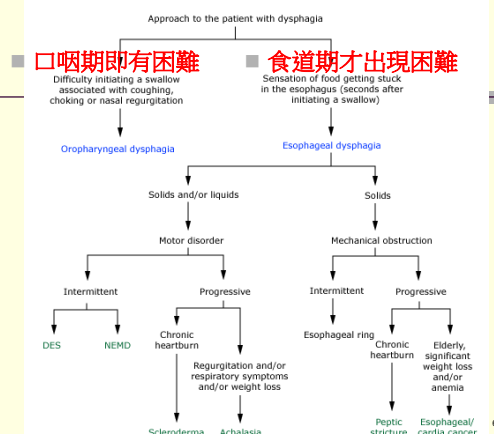 Approach to the patient with dysphagia
口咽期即有困難
食道期才出現困難
Difficulty initiating a swallow
associated with coughing,
choking or nasal regurgitation
Sensation of food getting stuck
in the esophagus (seconds after
initiating a swallow)
Oropharyngeal dysphagia
Esophageal dysphagia
Solids and/or liquids
Solids
Motor disorder
Mechanical obstruction
Intermittent
Progressive
Intermittent
Progressive
DES
NEMD
Chronic
heartburn
Regurgitation and/or
respiratory symptoms
and/or weight loss
Esophageal ring
Chronic
heartburn
Elderly,
significant
weight loss
and/or
anemia
Scleroderma
Achalasia
Peptic
stricture
Esophageal/
cardia cancer